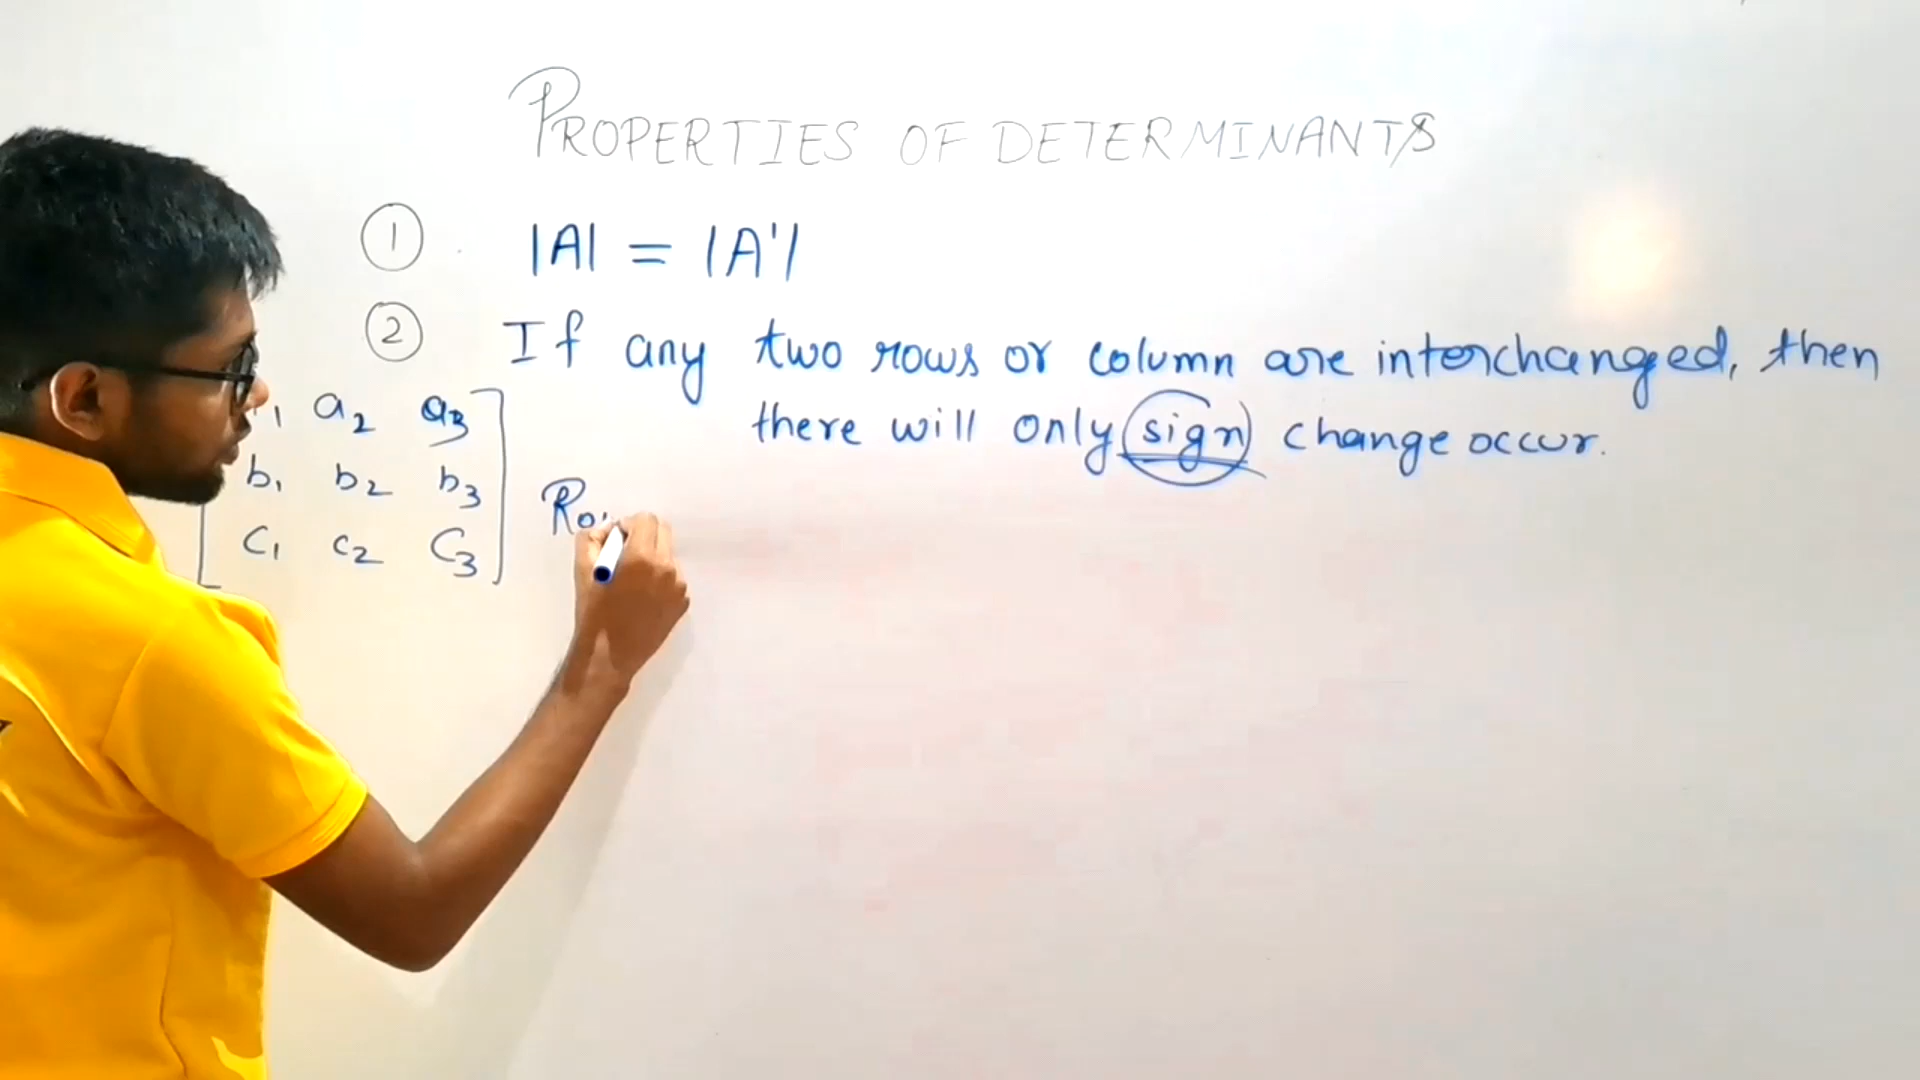 PROPERTIES OF DETERMINANTS
① |A| = |A'|
② If any two rows or column are interchanged, then
there will only sign change occur.
a₂ a₃
b₁ b₂ b₃
c₁ c₂ c₃